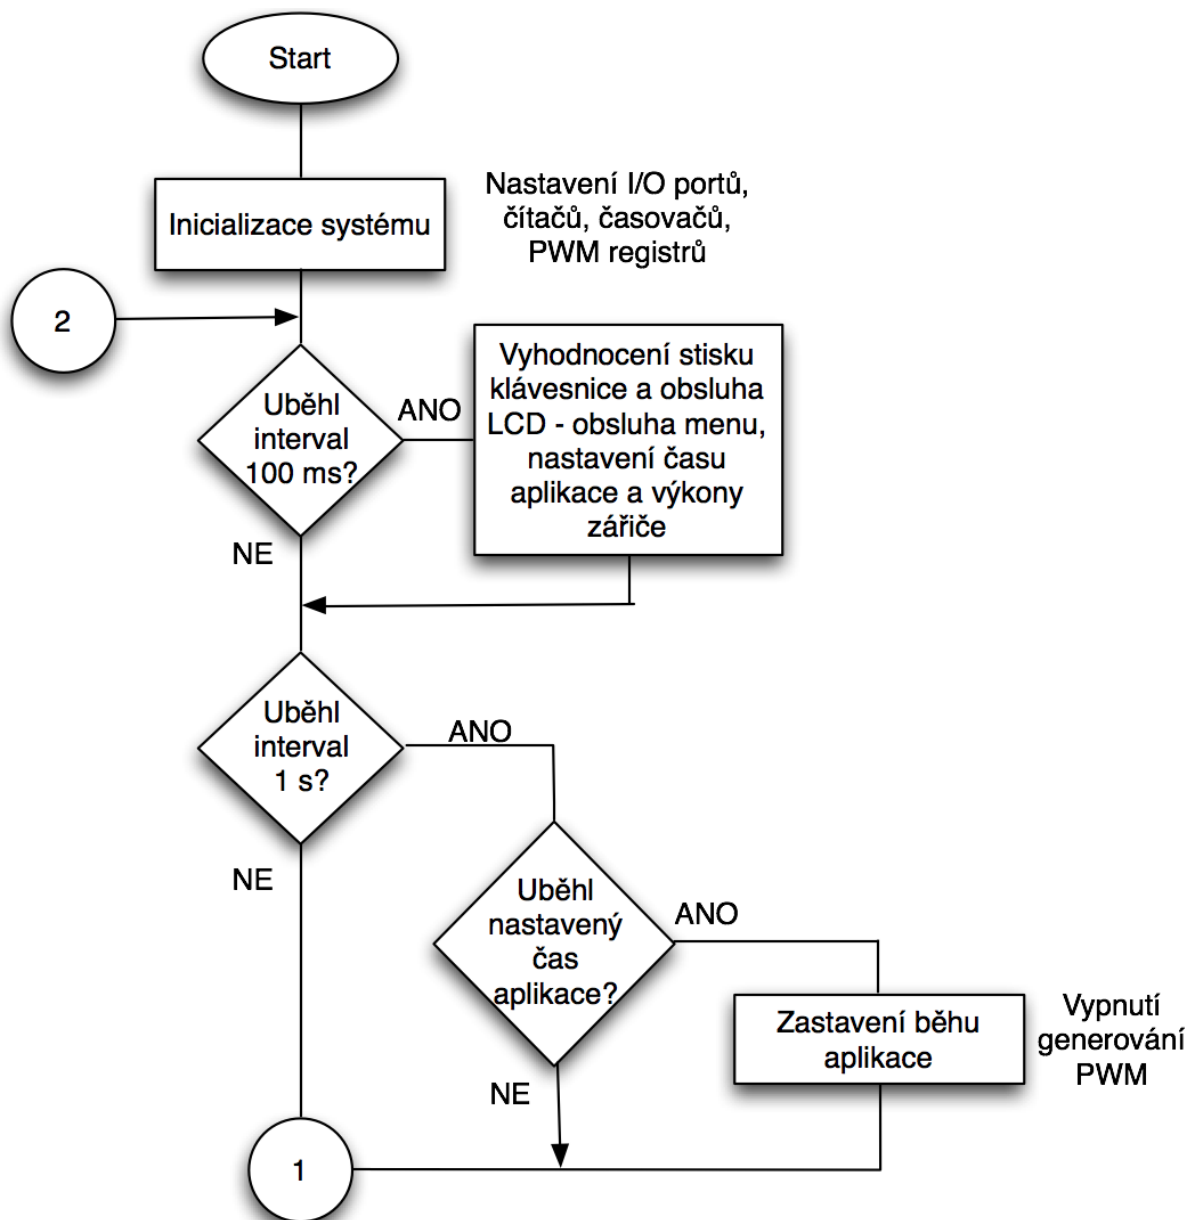 Start
Inicializace systému
Nastavení I/O portů,
čítačů, časovačů,
PWM registrů
2
Uběhl
interval
100 ms?
ANO
Vyhodnocení stisku
klávesnice a obsluha
LCD - obsluha menu,
nastavení času
aplikace a výkony
zářiče
NE
Uběhl
interval
1 s?
ANO
NE
Uběhl
nastavený
čas
aplikace?
ANO
Zastavení běhu
aplikace
Vypnutí
generování
PWM
NE
1